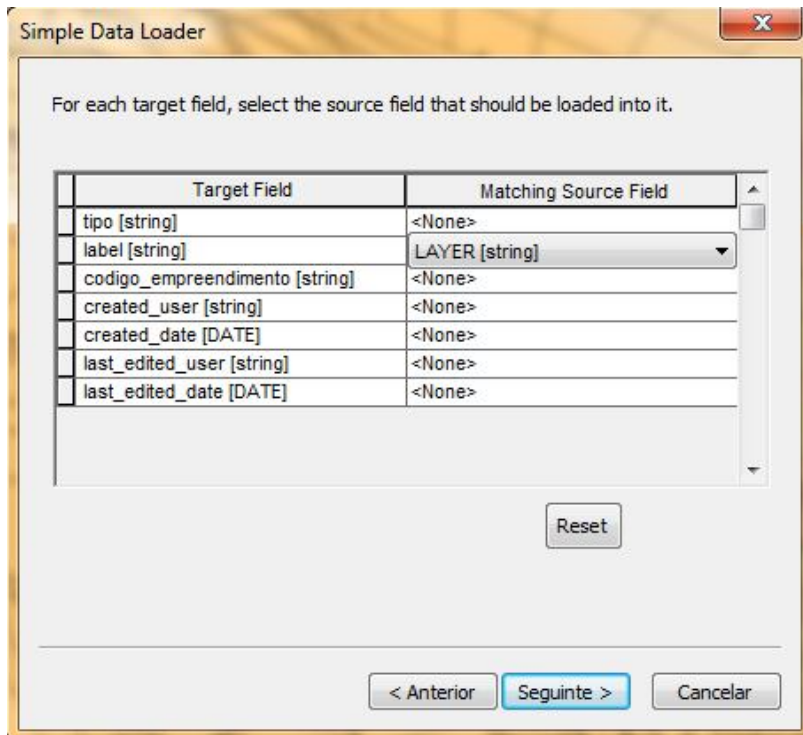 Simple Data Loader
X
For each target field, select the source field that should be loaded into it.
Target Field Matching Source Field
tipo [string] <None>
label [string] LAYER [string]
codigo_empreendimento [string] <None>
created_user [string] <None>
created_date [DATE] <None>
last_edited_user [string] <None>
last_edited_date [DATE] <None>
Reset
< Anterior Seguinte > Cancelar